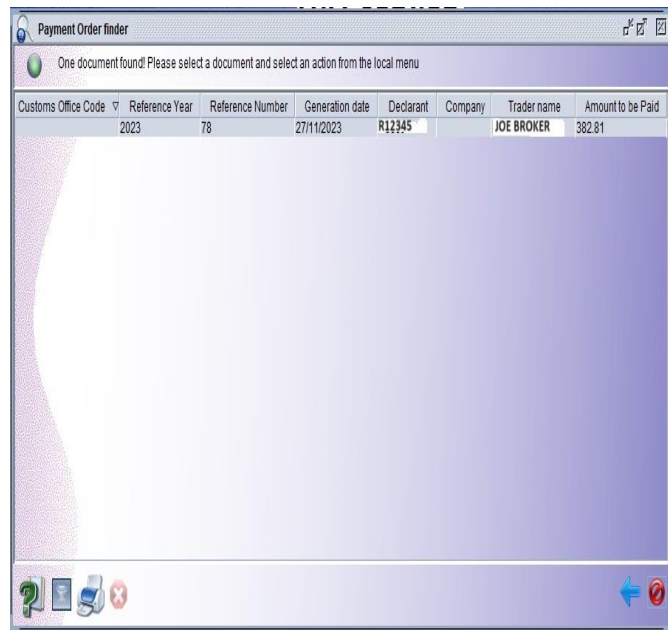 Payment Order finder
One document found! Please select a document and select an action from the local menu
Customs Office Code Reference Year Reference Number Generation date Declarant Company Trader name Amount to be Paid
2023 78 27/11/2023 R12345 JOE BROKER 382.81